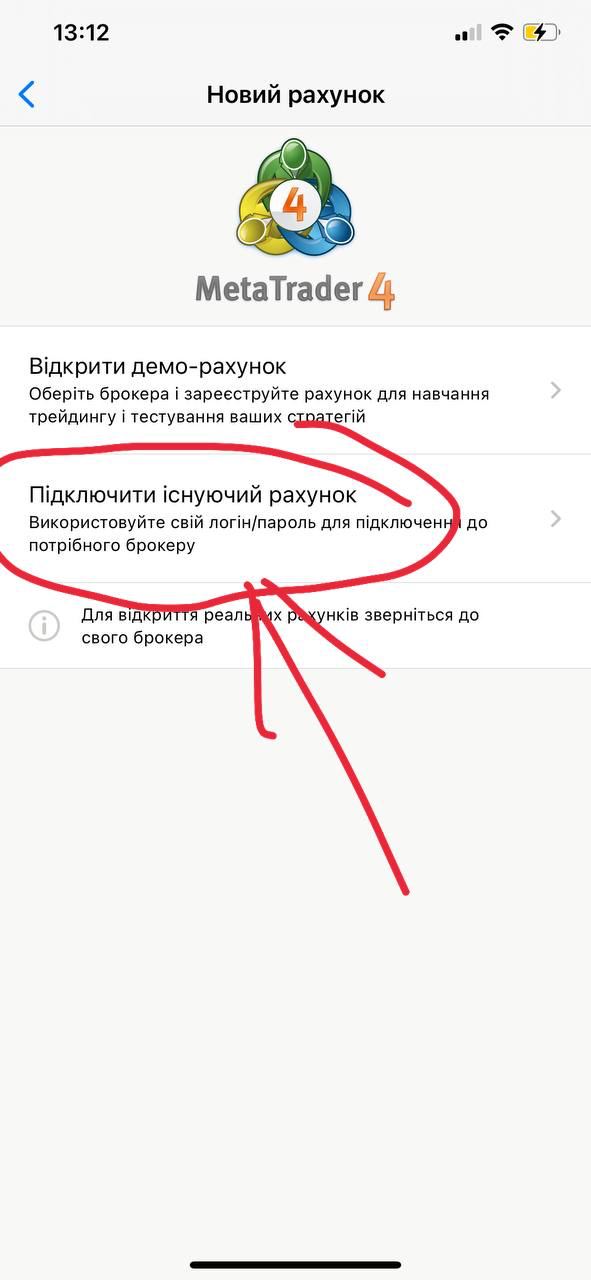 13:12
Новий рахунок
4
MetaTrader 4
Відкрити демо-рахунок
Оберіть брокера і зареєструйте рахунок для навчання
трейдингу і тестування ваших стратегій
Підключити існуючий рахунок
Використовуйте свій логін/пароль для підключення до
потрібного брокеру
Для відкриття реальних рахунків зверніться до
свого брокера